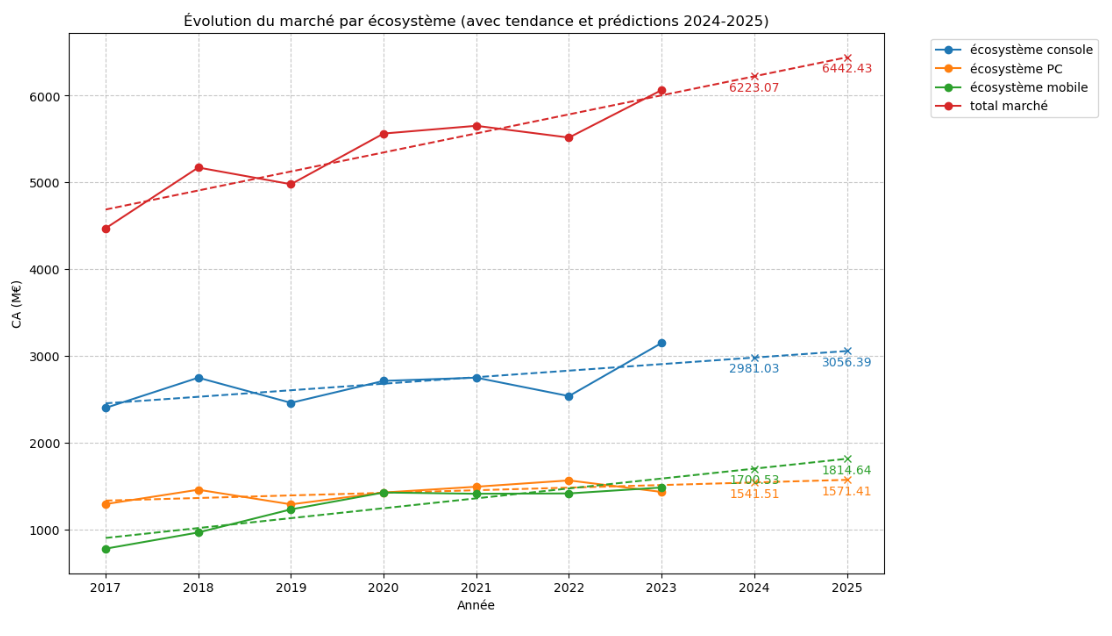 Évolution du marché par écosystème (avec tendance et prédictions 2024-2025)
écosystème console
écosystème PC
écosystème mobile
total marché
6442.43
6223.07
6000
5000
4000
CA (M€)
3000
3056.39
2981.03
2000
1814.64
1700.53
1571.41
1541.51
1000
2017 2018 2019 2020 2021 2022 2023 2024 2025
Année